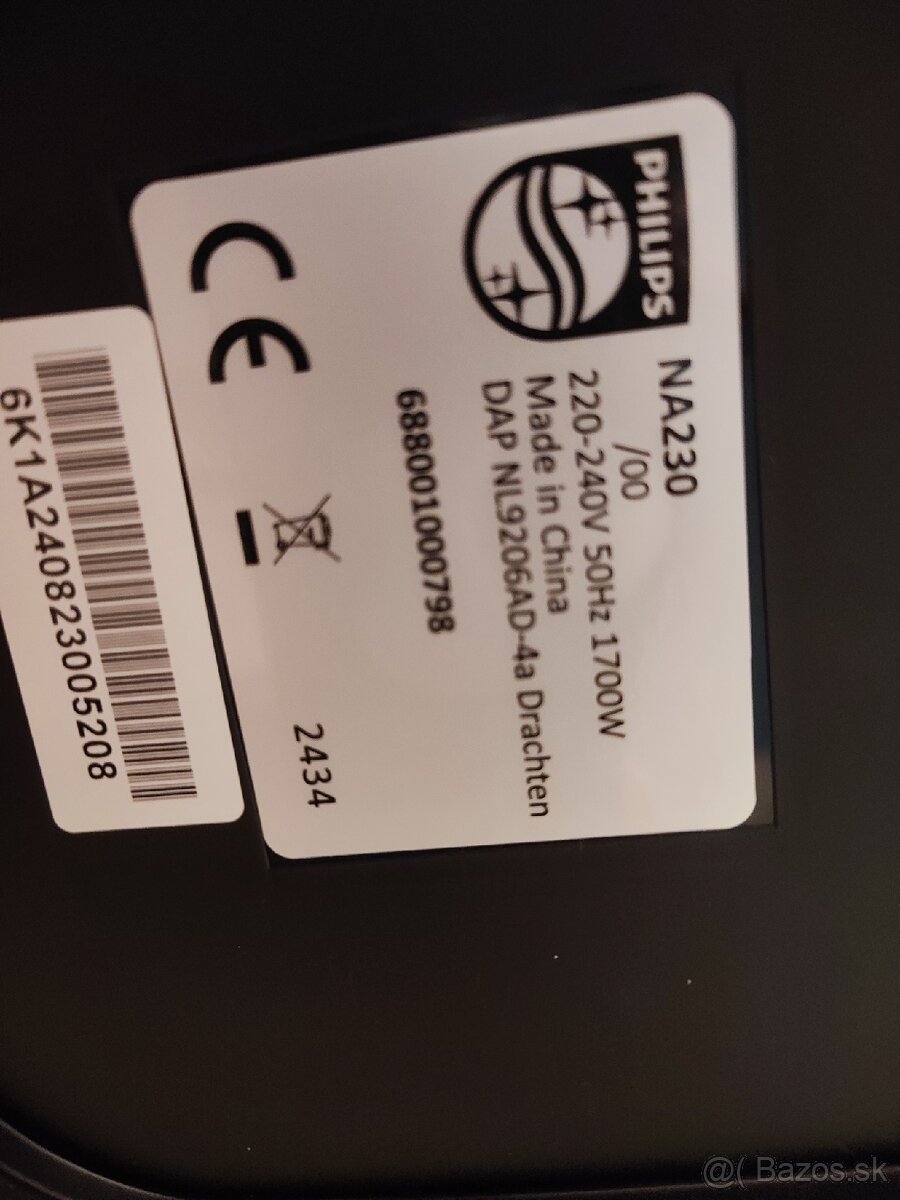 PHILIPS
NA230
/00
220-240V 50Hz 1700W
Made in China
DAP NL9206AD-4a Drachten
688001000798
CE
2434
6K1A240823005208
@( Bazos.sk